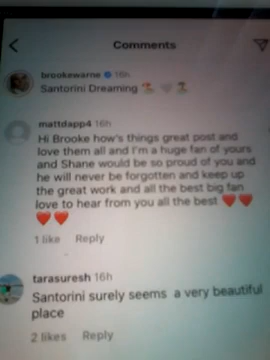 Comments
brookewarne 16h
Santorini Dreaming
mattdapp4 16h
Hi Brooke how's things great post and
love them all and I'm a huge fan of yours
and Shane would be so proud of you and
he will never be forgotten and keep up
the great work and all the best big fan
love to hear from you all the best ❤️❤️
❤️❤️
1 like Reply
tarasuresh 16h
Santorini surely seems a very beautiful
place
2 likes Reply